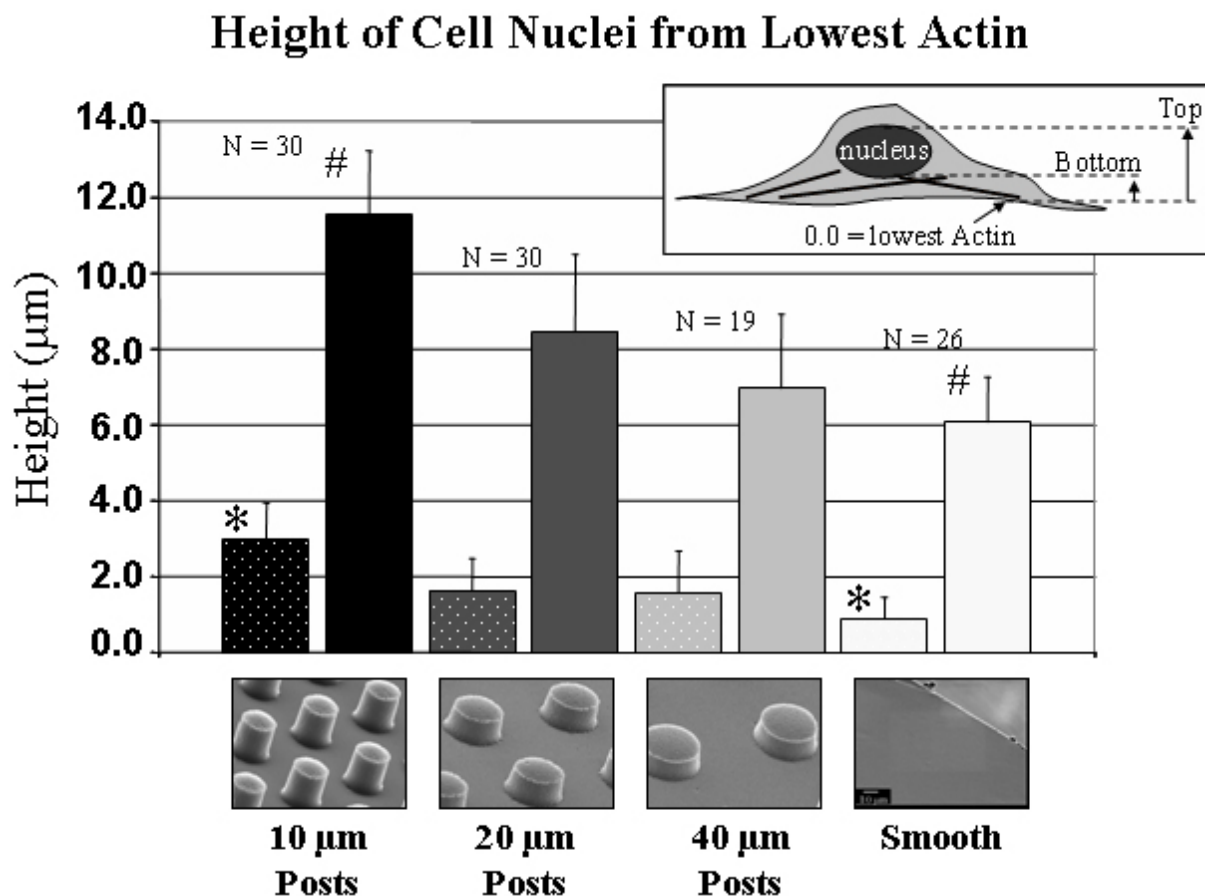 Height of Cell Nuclei from Lowest Actin
Height (µm)
14.0
12.0
10.0
8.0
6.0
4.0
2.0
0.0
N = 30
#
N = 30
N = 19
N = 26
#
*
*
nucleus
Top
Bottom
0.0 = lowest Actin
10 µm
10 µm
Posts
20 µm
Posts
40 µm
Posts
Smooth